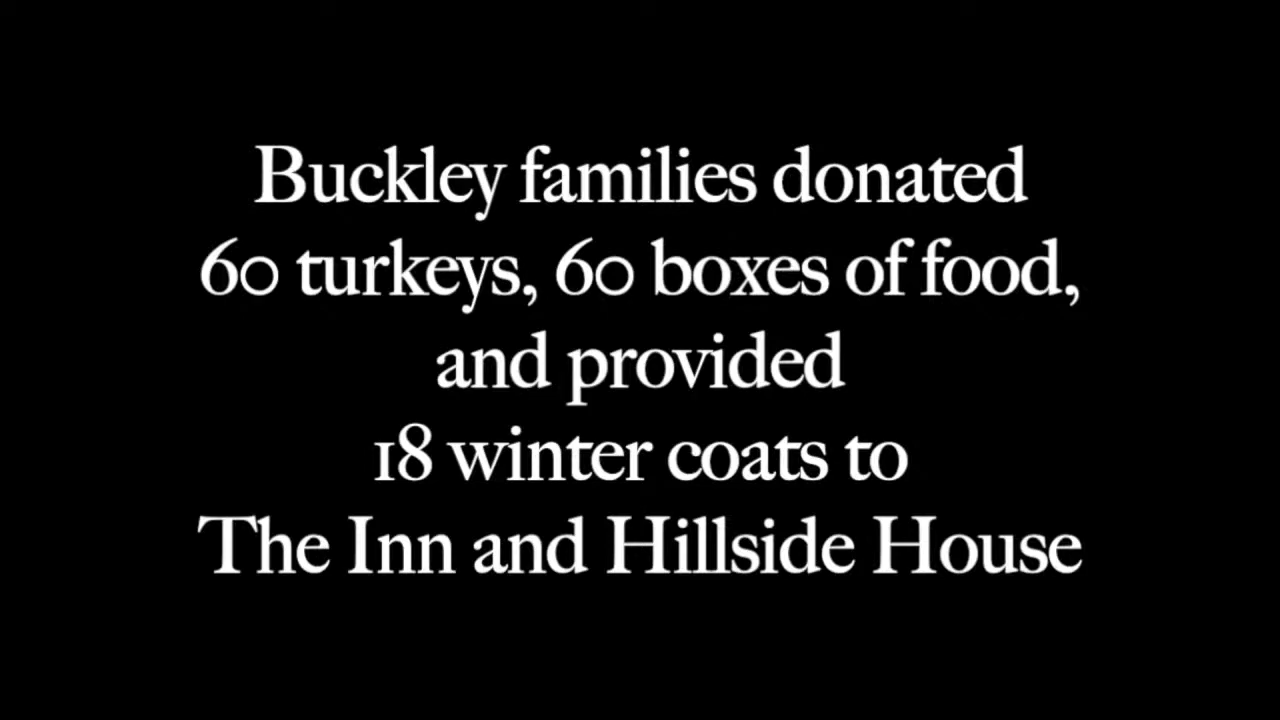 Buckley families donated
60 turkeys, 60 boxes of food,
and provided
18 winter coats to
The Inn and Hillside House